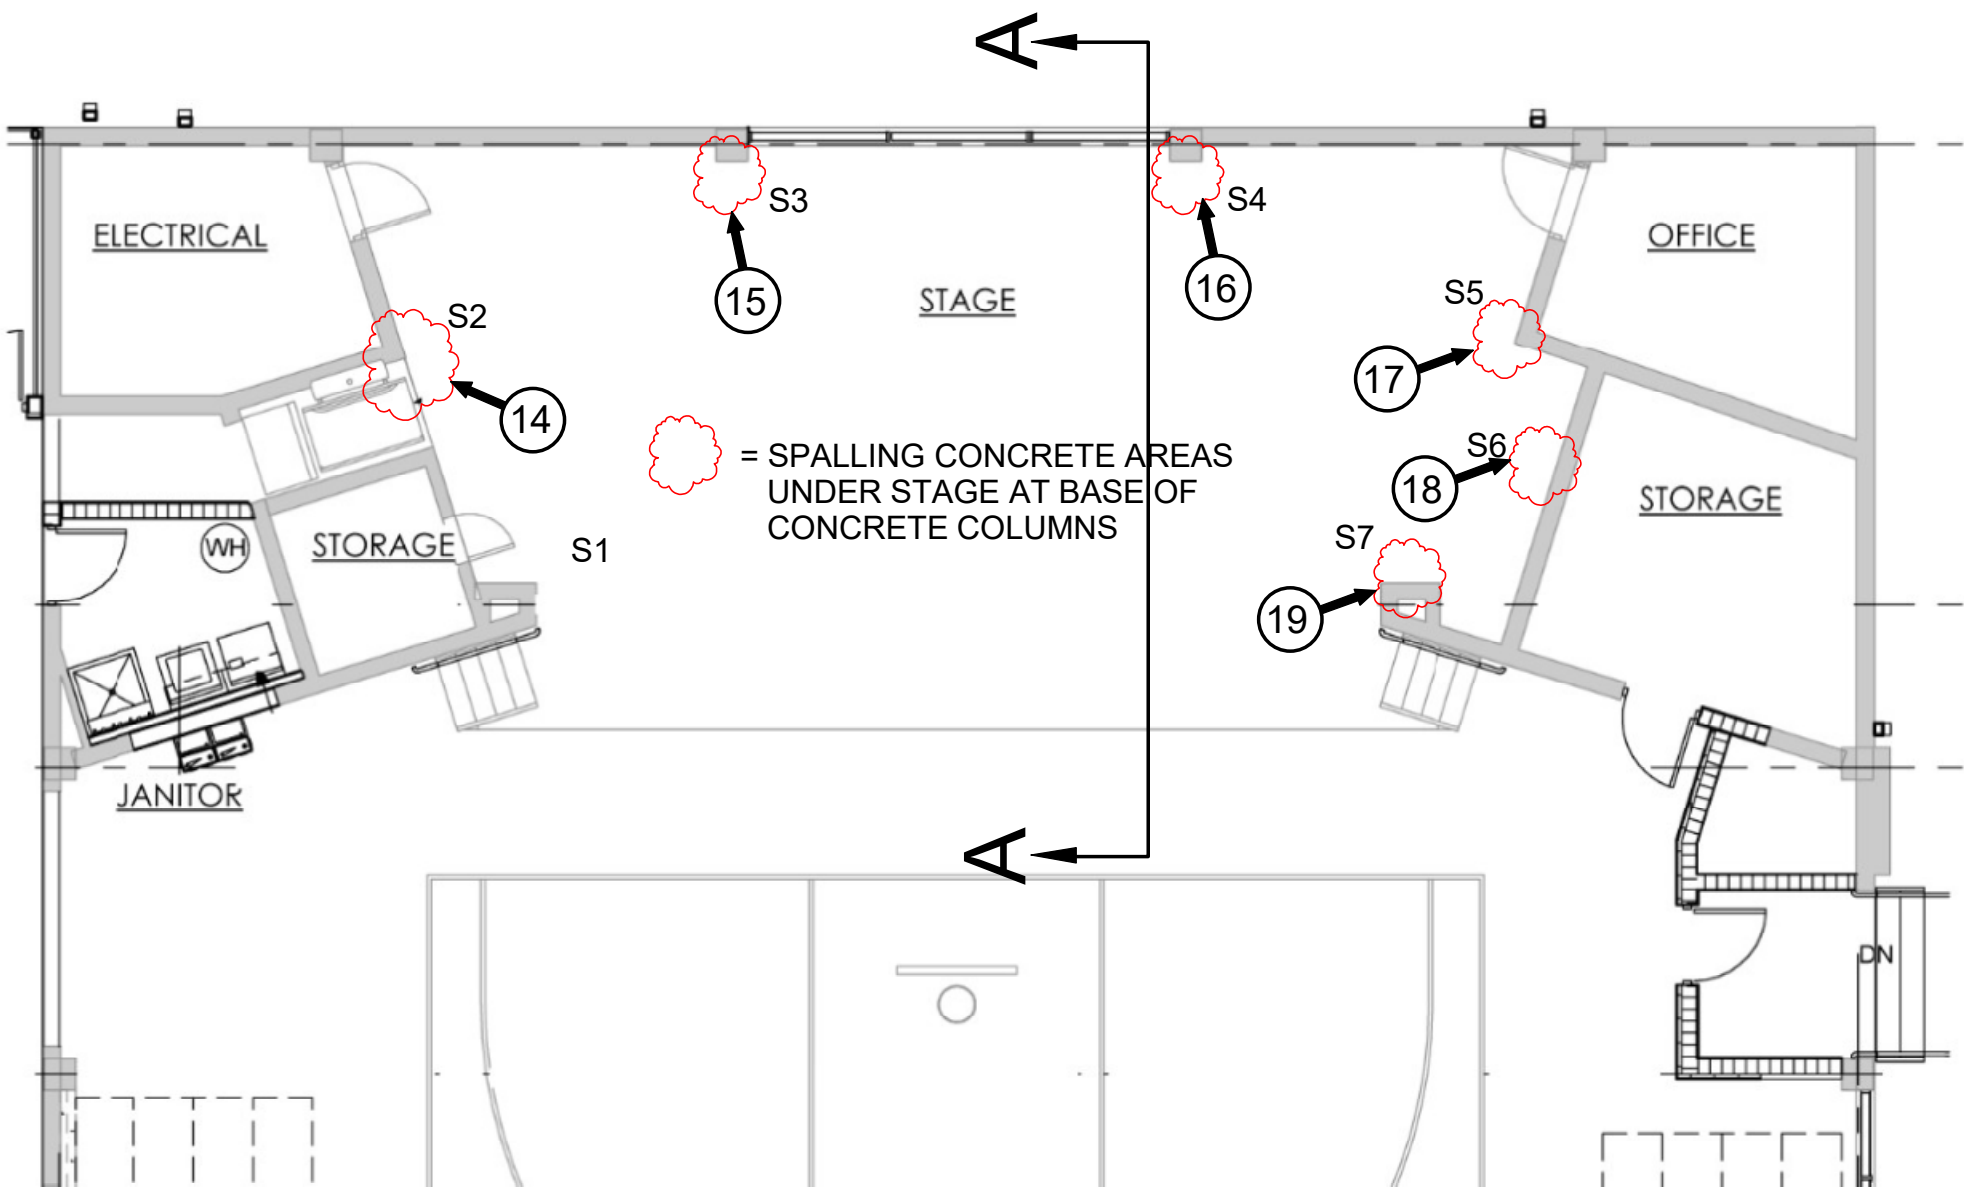 A
S3
S4
ELECTRICAL
OFFICE
15
16
STAGE
S5
S2
17
14
S6
= SPALLING CONCRETE AREAS
UNDER STAGE AT BASE OF
CONCRETE COLUMNS
18
STORAGE
WH
STORAGE
S1
S7
19
JANITOR
A
DN